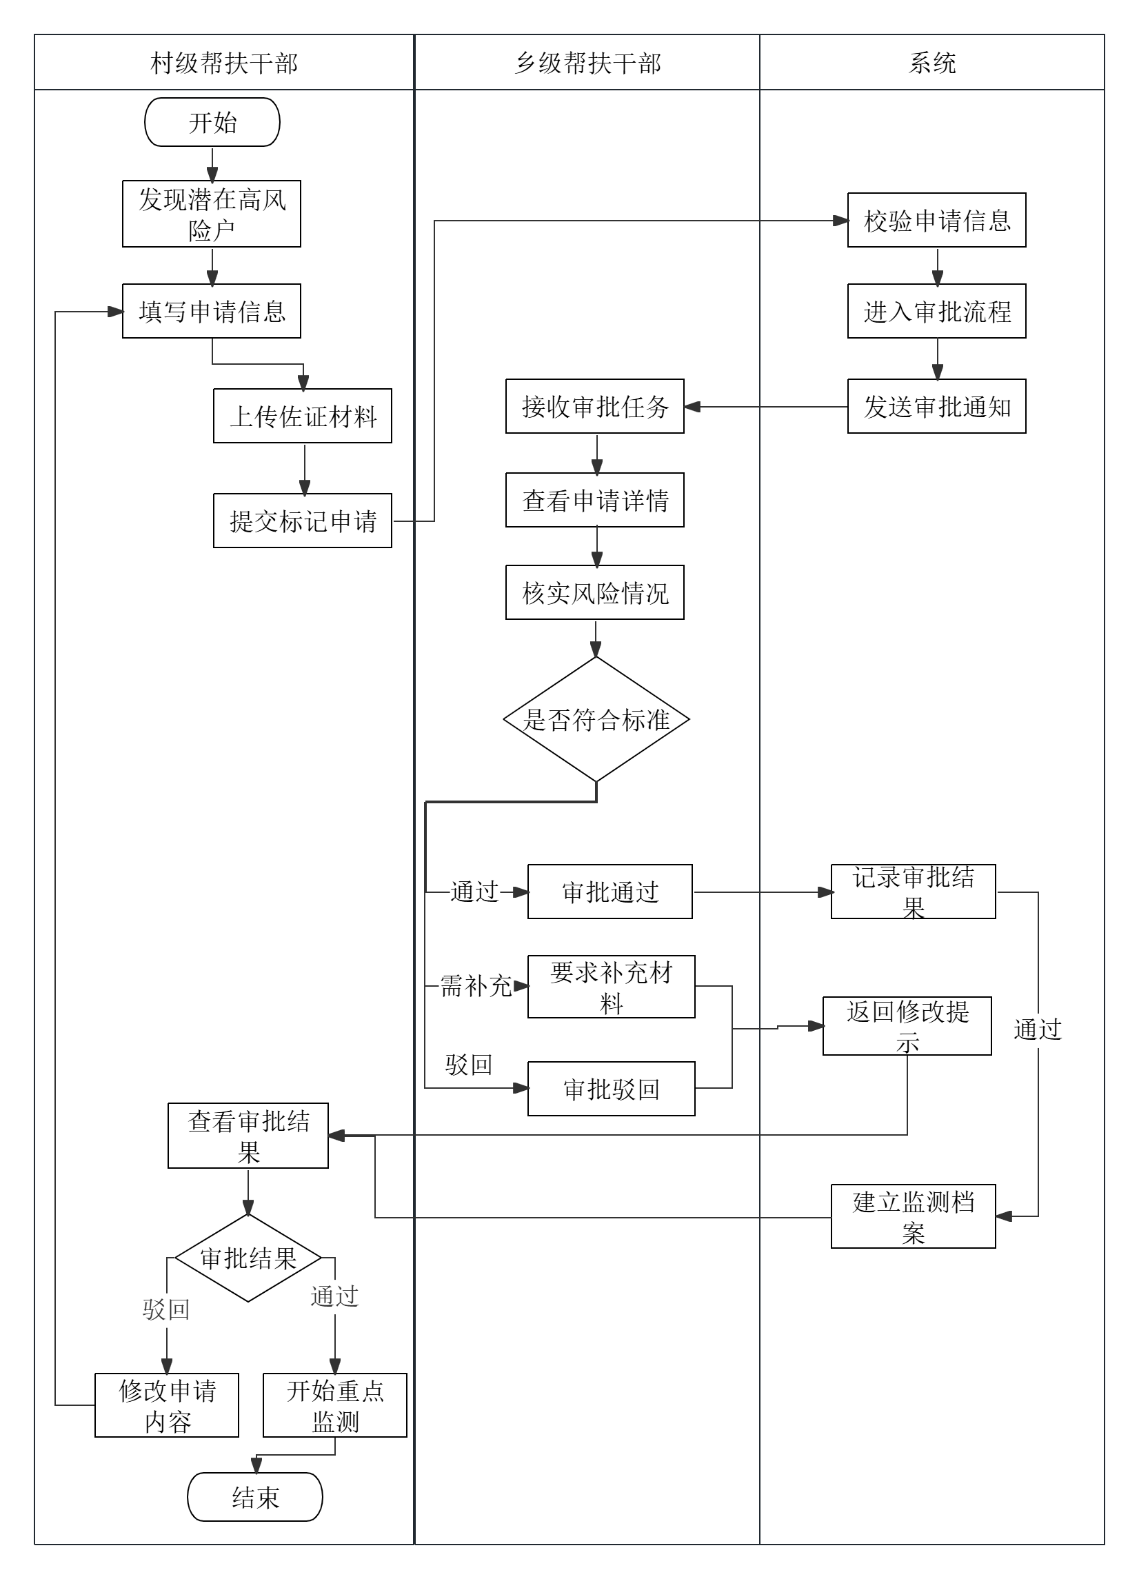 村级帮扶干部
乡级帮扶干部
系统
开始
发现潜在高风
险户
填写申请信息
上传佐证材料
提交标记申请
校验申请信息
进入审批流程
发送审批通知
接收审批任务
查看申请详情
核实风险情况
是否符合标准
通过
审批通过
记录审批结
果
需补充
要求补充材
料
返回修改提
示
通过
驳回
审批驳回
查看审批结
果
建立监测档
案
审批结果
驳回
通过
修改申请
内容
开始重点
监测
结束